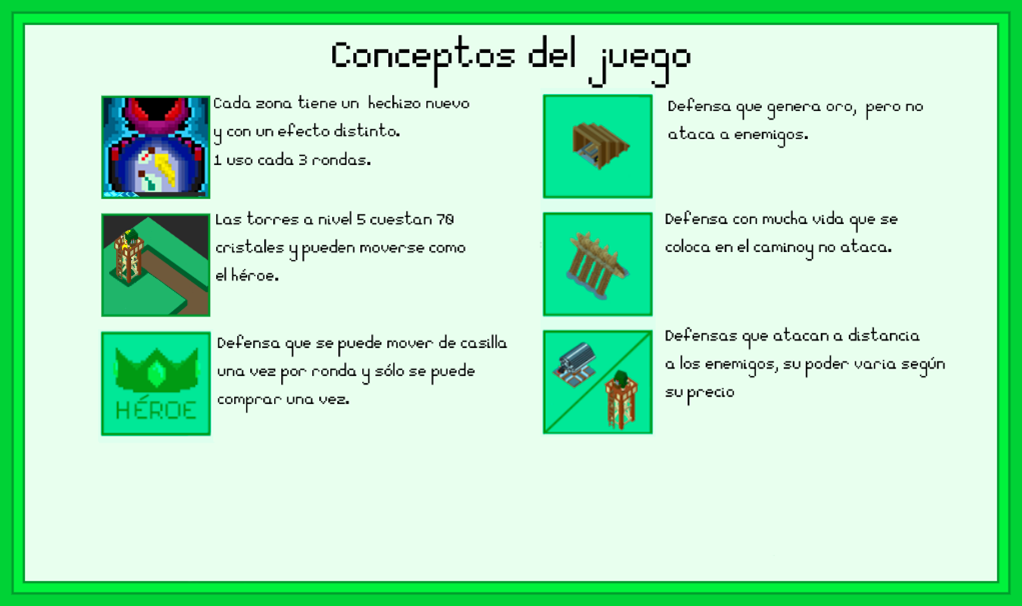 Conceptos del juego
Cada zona tiene un hechizo nuevo
y con un efecto distinto.
1 uso cada 3 rondas.
Las torres a nivel 5 cuestan 70
cristales y pueden moverse como
el héroe.
HÉROE
Defensa que se puede mover de casilla
una vez por ronda y sólo se puede
comprar una vez.
Defensa que genera oro, pero no
ataca a enemigos.
Defensa con mucha vida que se
coloca en el caminoy no ataca.
Defensas que atacan a distancia
a los enemigos, su poder varia según
su precio